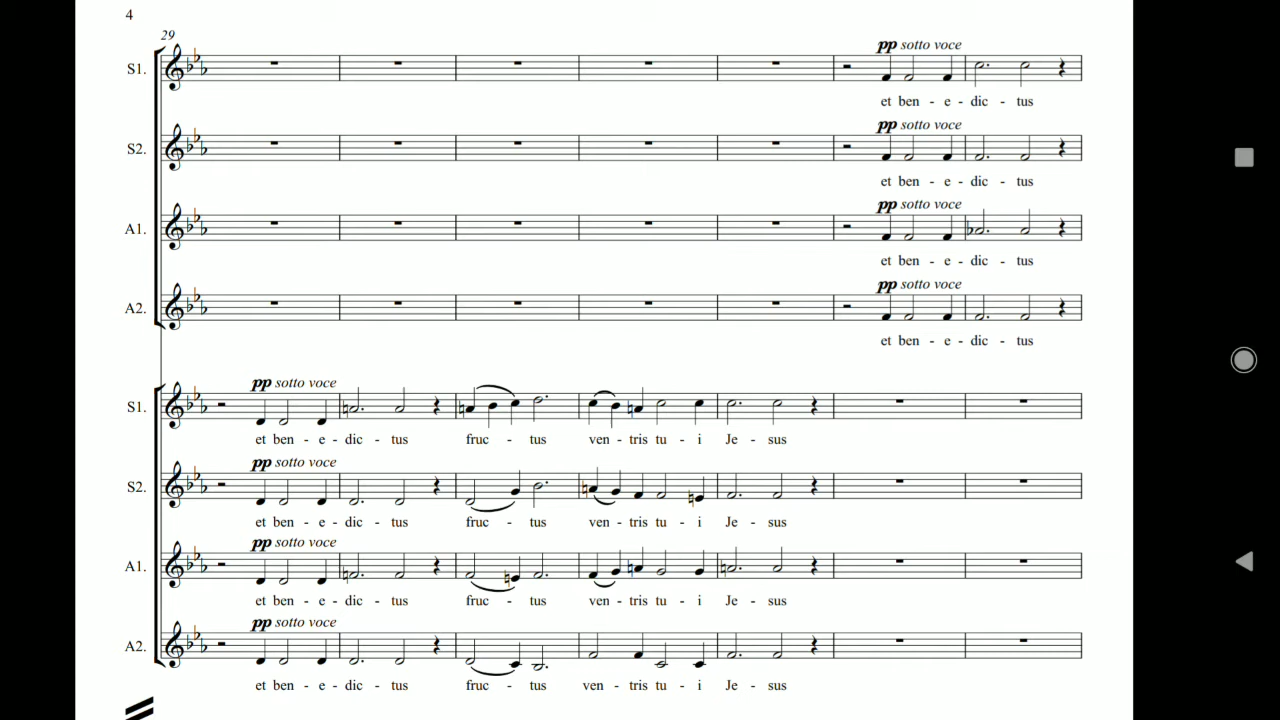 4
29
pp sotto voce
S1.
et ben - e - dic - tus
pp sotto voce
S2.
et ben - e - dic - tus
pp sotto voce
A1.
et ben - e - dic - tus
pp sotto voce
A2.
et ben - e - dic - tus
pp sotto voce
S1.
et ben - e - dic - tus fruc - tus ven - tris tu - i Je - sus
pp sotto voce
S2.
et ben - e - dic - tus fruc - tus ven - tris tu - i Je - sus
pp sotto voce
A1.
et ben - e - dic - tus fruc - tus ven - tris tu - i Je - sus
pp sotto voce
A2.
et ben - e - dic - tus fruc - tus ven - tris tu - i Je - sus